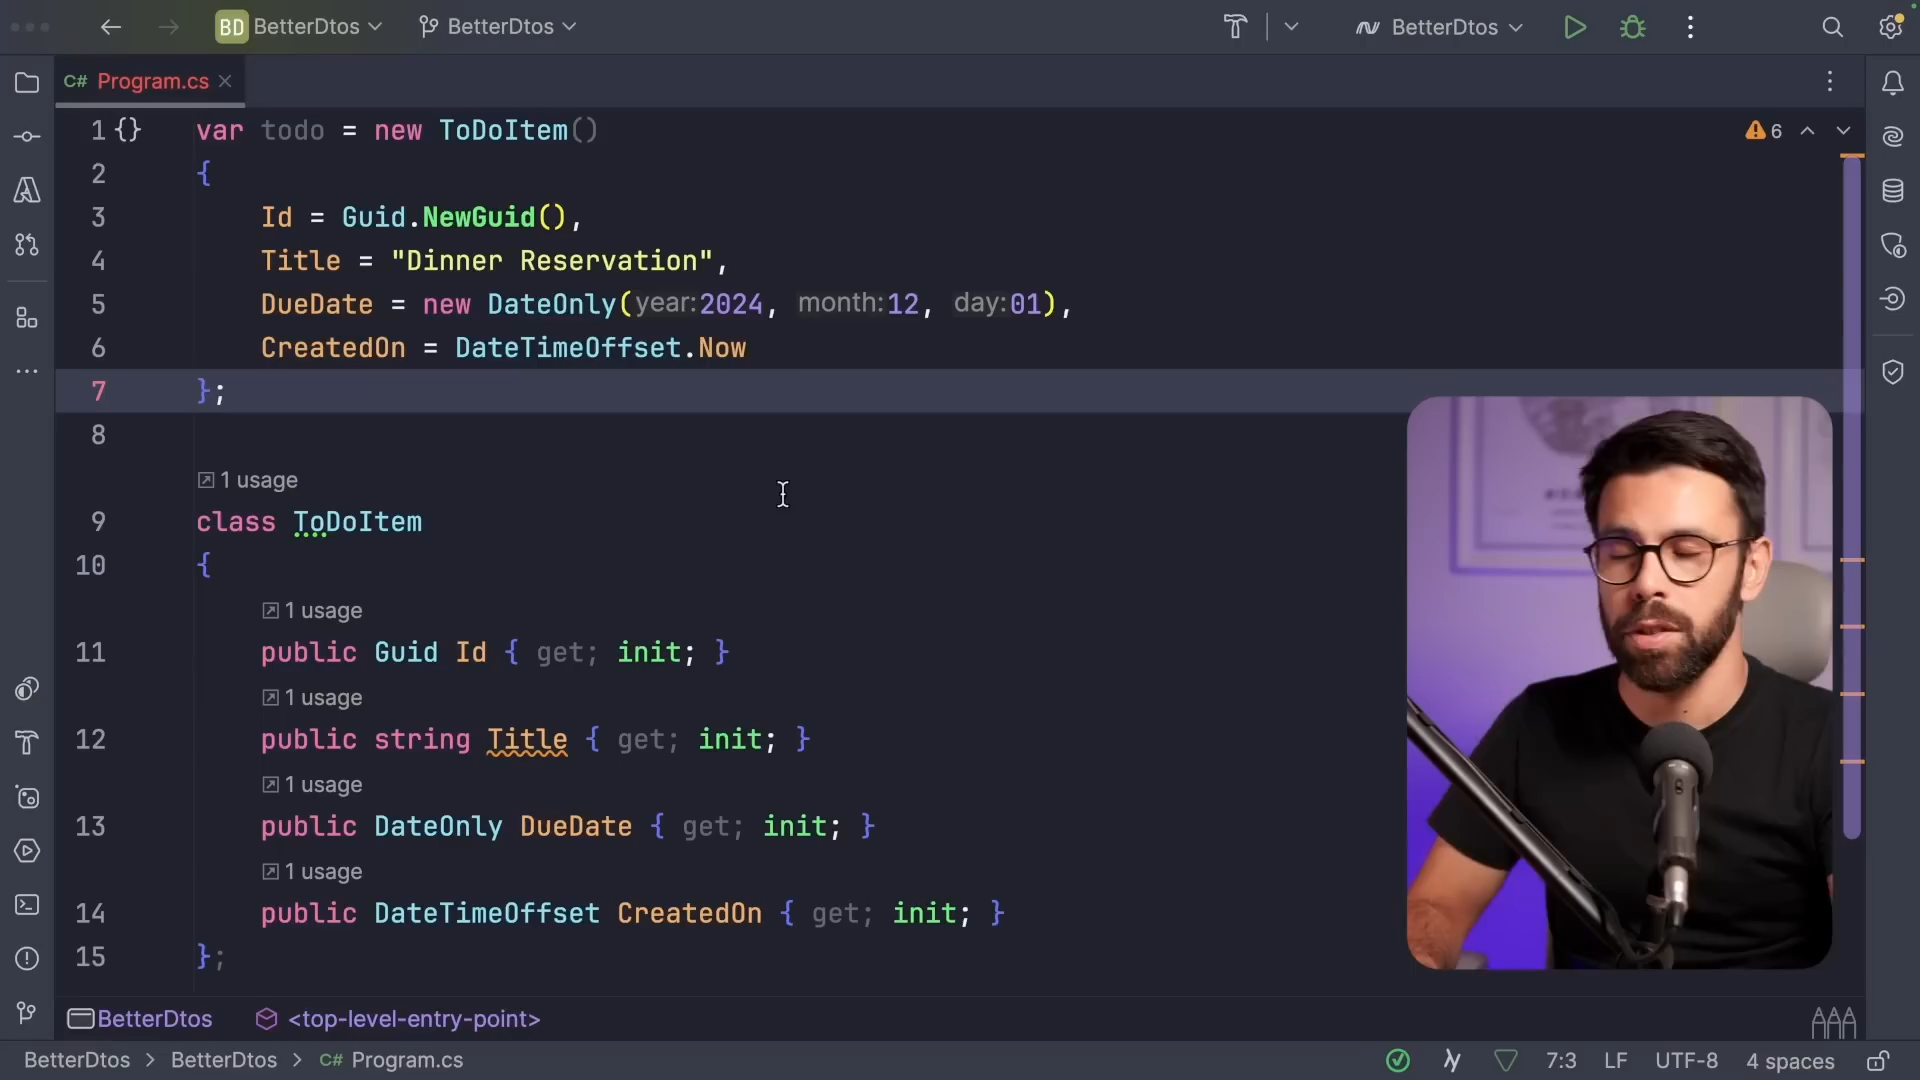 BD BetterDtos BetterDtos BetterDtos
C# Program.cs
1 {} var todo = new ToDoItem() 6
2 {
3 Id = Guid.NewGuid(),
4 Title = "Dinner Reservation",
5 DueDate = new DateOnly(year:2024, month:12, day:01),
6 CreatedOn = DateTimeOffset.Now
7 };
8
1 usage
9 class ToDoItem
10 {
1 usage
11 public Guid Id { get; init; }
1 usage
12 public string Title { get; init; }
1 usage
13 public DateOnly DueDate { get; init; }
1 usage
14 public DateTimeOffset CreatedOn { get; init; }
15 };
BetterDtos <top-level-entry-point>
BetterDtos > BetterDtos > C# Program.cs 7:3 LF UTF-8 4 spaces